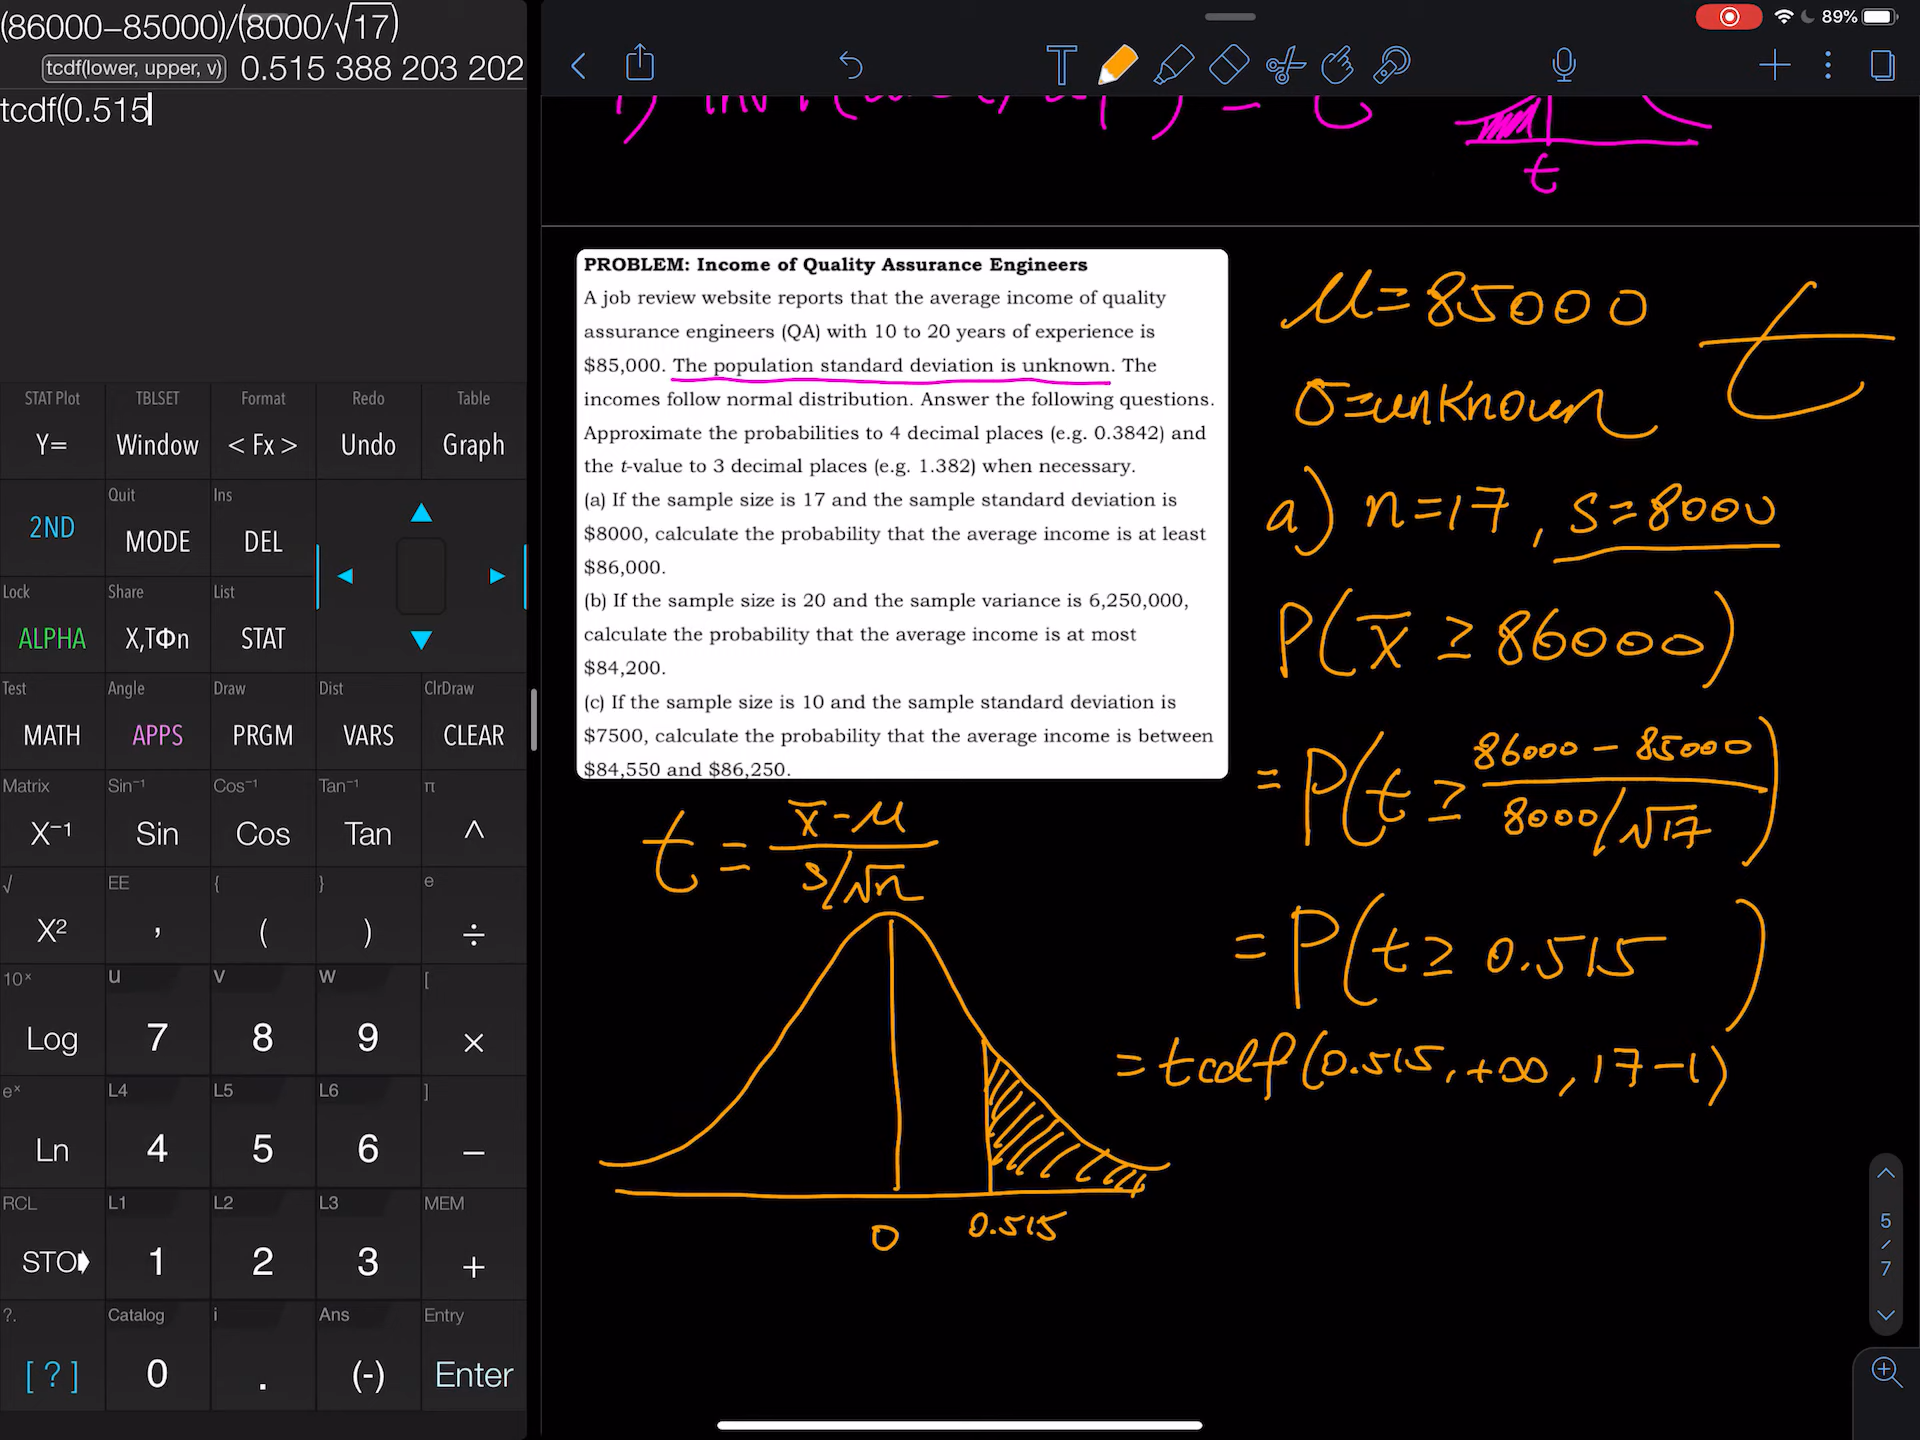 (86000−85000)/(8000/√17)
tcdf(lower, upper, v) 0.515 388 203 202
tcdf(0.515
89%
t
PROBLEM: Income of Quality Assurance Engineers
A job review website reports that the average income of quality
assurance engineers (QA) with 10 to 20 years of experience is
$85,000. The population standard deviation is unknown. The
incomes follow normal distribution. Answer the following questions.
Approximate the probabilities to 4 decimal places (e.g. 0.3842) and
the t-value to 3 decimal places (e.g. 1.382) when necessary.
(a) If the sample size is 17 and the sample standard deviation is
$8000, calculate the probability that the average income is at least
$86,000.
(b) If the sample size is 20 and the sample variance is 6,250,000,
calculate the probability that the average income is at most
$84,200.
(c) If the sample size is 10 and the sample standard deviation is
$7500, calculate the probability that the average income is between
$84,550 and $86,250.
μ=85000
σ=unknown
t
a) n=17, s=8000
P(x̄ ≥ 86000)
= P(t ≥ (86000 − 85000)/(8000/√17))
= P(t ≥ 0.515)
= tcdf(0.515, +∞, 17−1)
t = (x̄−μ)/(s/√n)
0 0.515
STAT Plot TBLSET Format Redo Table
Y= Window < Fx > Undo Graph
Quit Ins
2ND MODE DEL
Lock Share List
ALPHA X,TΦn STAT
Test Angle Draw Dist ClrDraw
MATH APPS PRGM VARS CLEAR
Matrix Sin⁻¹ Cos⁻¹ Tan⁻¹ π
X⁻¹ Sin Cos Tan ^
√ EE { } e
X² , ( ) ÷
10ˣ u v w [
Log 7 8 9 ×
eˣ L4 L5 L6 ]
Ln 4 5 6 −
RCL L1 L2 L3 MEM
STO 1 2 3 +
?. Catalog i Ans Entry
[ ? ] 0 . (-) Enter
5
/
7